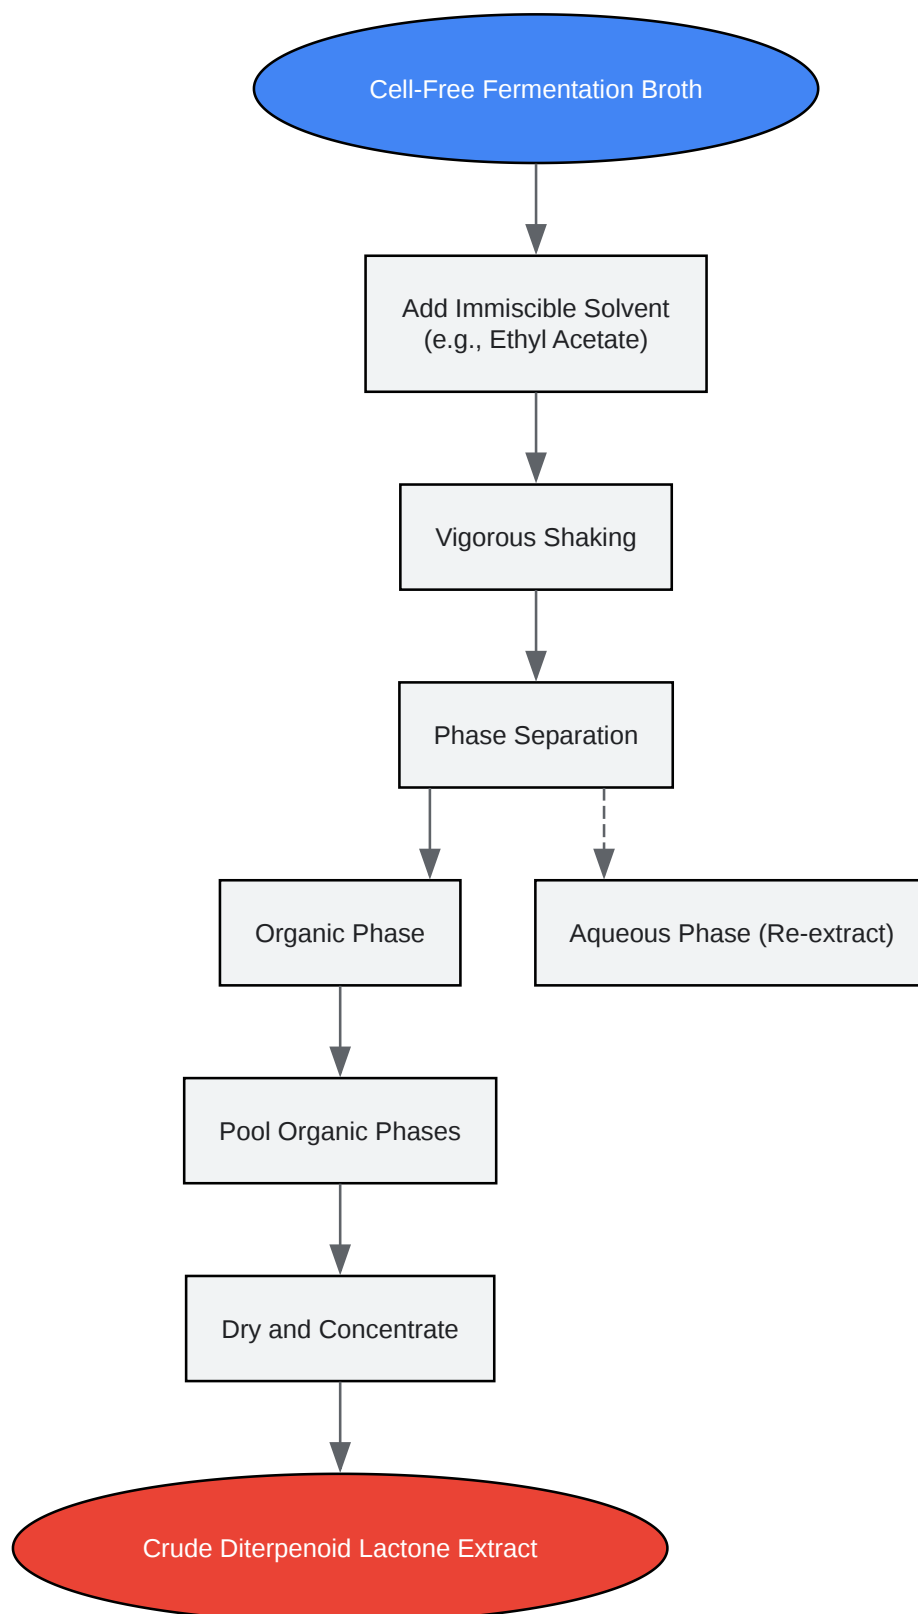 Cell-Free Fermentation Broth
Add Immiscible Solvent
(e.g., Ethyl Acetate)
Vigorous Shaking
Phase Separation
Organic Phase
Aqueous Phase (Re-extract)
Pool Organic Phases
Dry and Concentrate
Crude Diterpenoid Lactone Extract